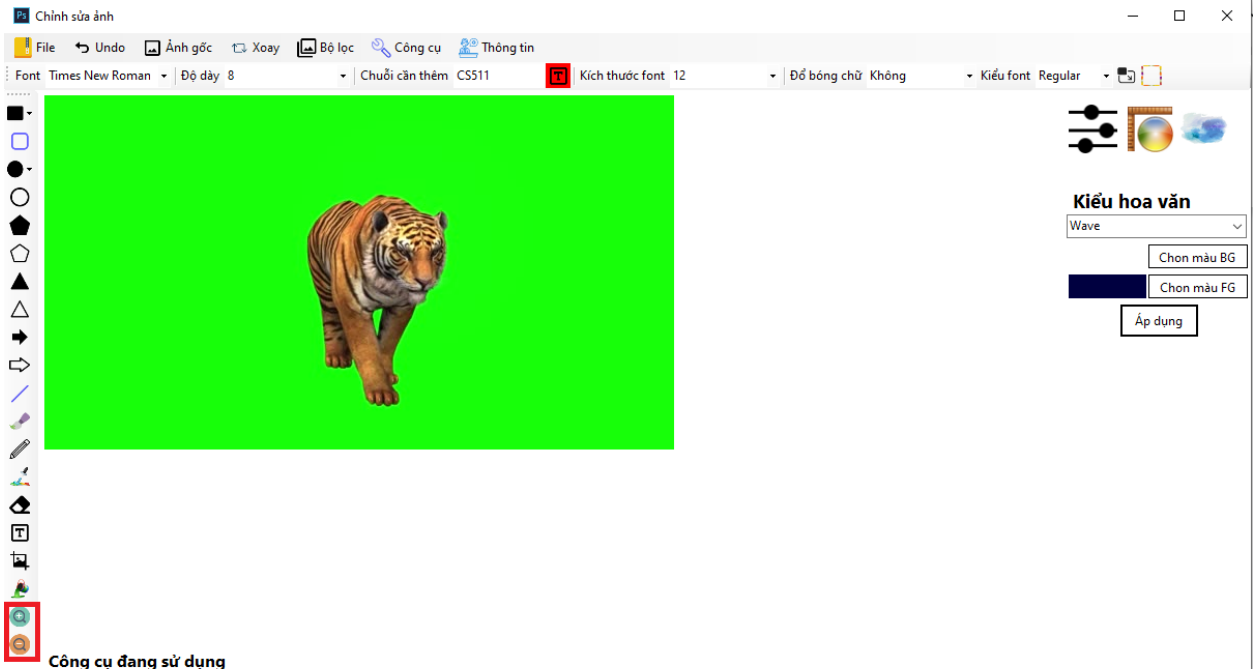 Ps Chỉnh sửa ảnh
File Undo Ảnh gốc Xoay Bộ lọc Công cụ Thông tin
Font Times New Roman Độ dày 8 Chuỗi cần thêm CS511 T Kích thước font 12 Đổ bóng chữ Không Kiểu font Regular
Kiểu hoa văn
Wave
Chon màu BG
Chon màu FG
Áp dụng
T
Công cụ đang sử dụng